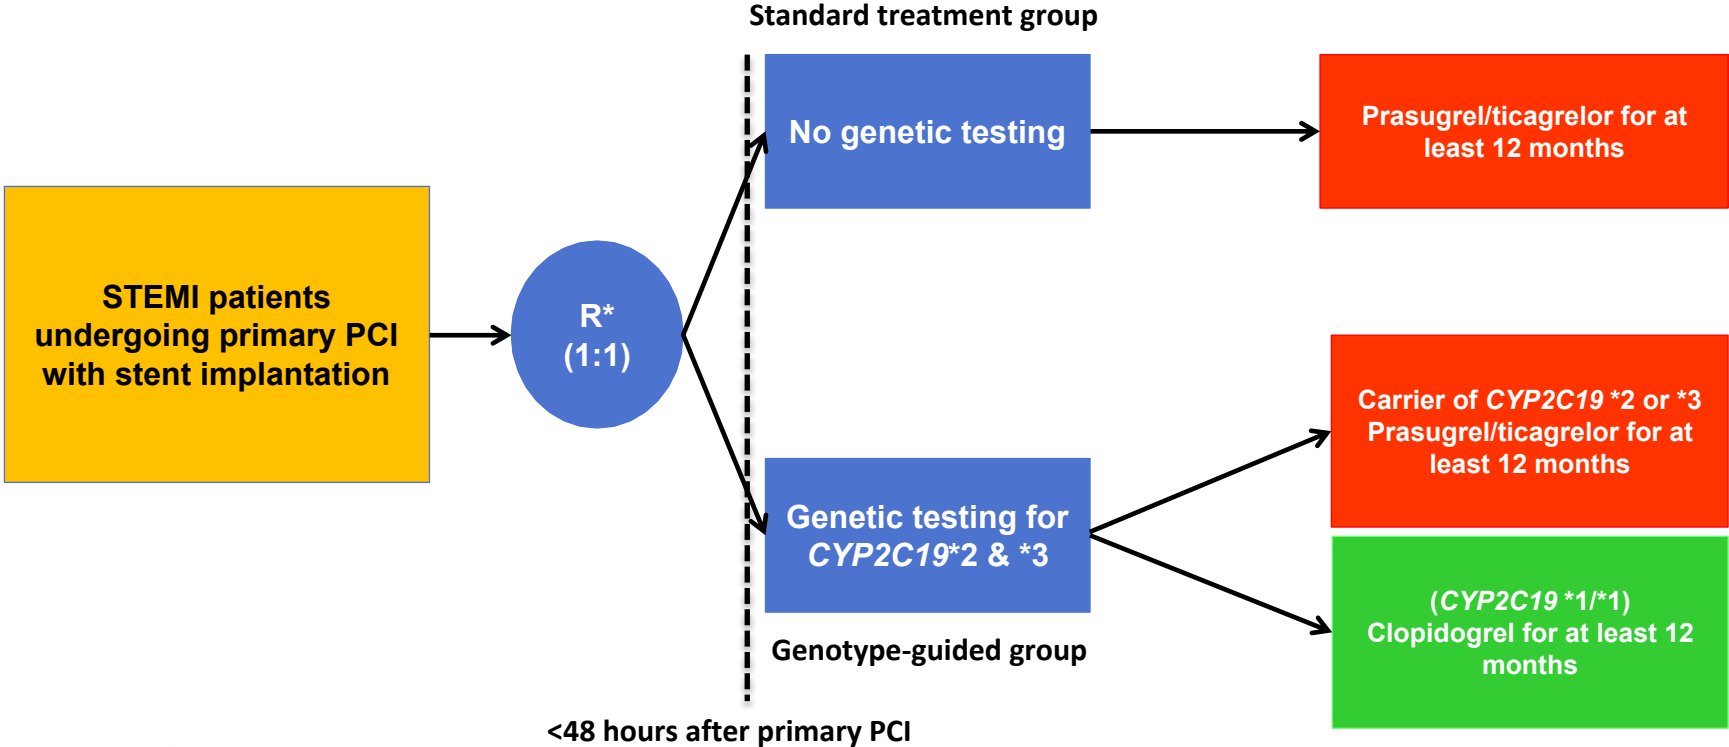 Standard treatment group
No genetic testing
Prasugrel/ticagrelor for at
least 12 months
STEMI patients
undergoing primary PCI
with stent implantation
R*
(1:1)
Carrier of CYP2C19 *2 or *3
Prasugrel/ticagrelor for at
least 12 months
Genetic testing for
CYP2C19*2 & *3
(CYP2C19 *1/*1)
Clopidogrel for at least 12
months
Genotype-guided group
<48 hours after primary PCI